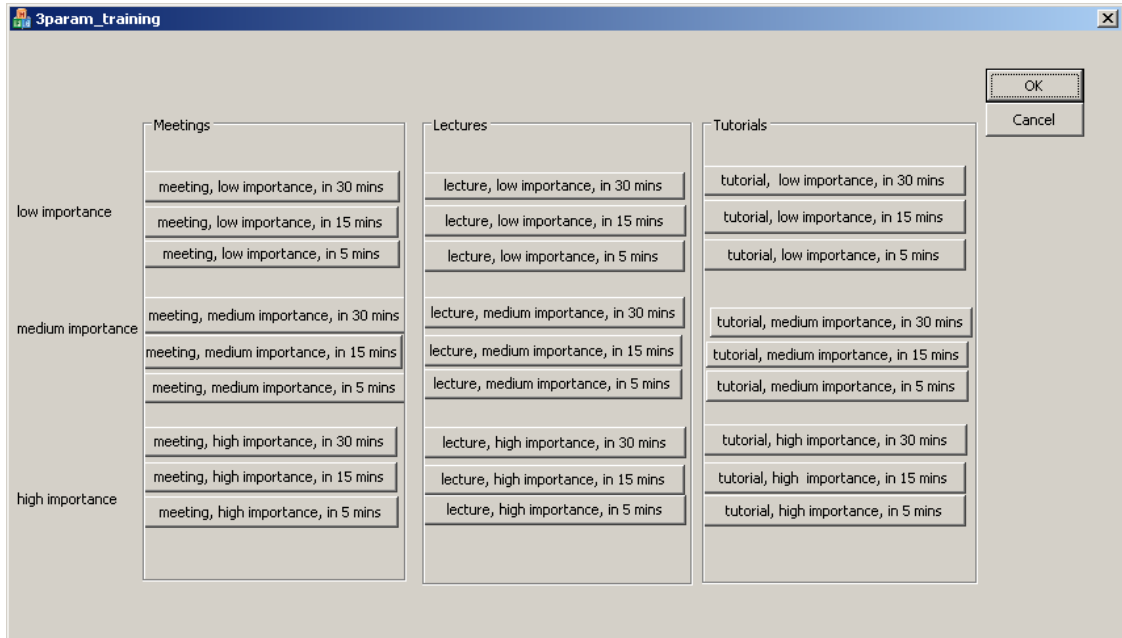 3param_training
OK
Cancel
Meetings
Lectures
Tutorials
low importance
meeting, low importance, in 30 mins
meeting, low importance, in 15 mins
meeting, low importance, in 5 mins
lecture, low importance, in 30 mins
lecture, low importance, in 15 mins
lecture, low importance, in 5 mins
tutorial,  low importance, in 30 mins
tutorial, low importance, in 15 mins
tutorial, low importance, in 5 mins
medium importance
meeting, medium importance, in 30 mins
meeting, medium importance, in 15 mins
meeting, medium importance, in 5 mins
lecture, medium importance, in 30 mins
lecture, medium importance, in 15 mins
lecture, medium importance, in 5 mins
tutorial, medium importance, in 30 mins
tutorial, medium importance, in 15 mins
tutorial, medium importance, in 5 mins
high importance
meeting, high importance, in 30 mins
meeting, high importance, in 15 mins
meeting, high importance, in 5 mins
lecture, high importance, in 30 mins
lecture, high importance, in 15 mins
lecture, high importance, in 5 mins
tutorial, high importance, in 30 mins
tutorial, high  importance, in 15 mins
tutorial, high importance, in 5 mins